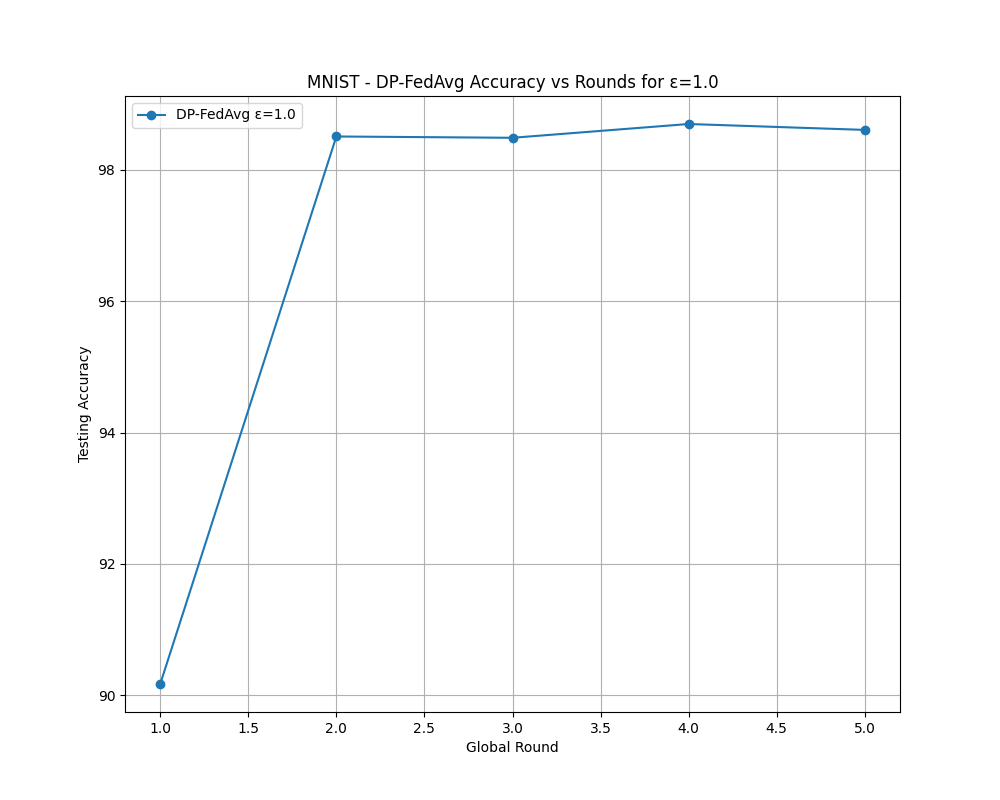 MNIST - DP-FedAvg Accuracy vs Rounds for ε=1.0
DP-FedAvg ε=1.0
98
96
94
92
90
Testing Accuracy
1.0 1.5 2.0 2.5 3.0 3.5 4.0 4.5 5.0
Global Round